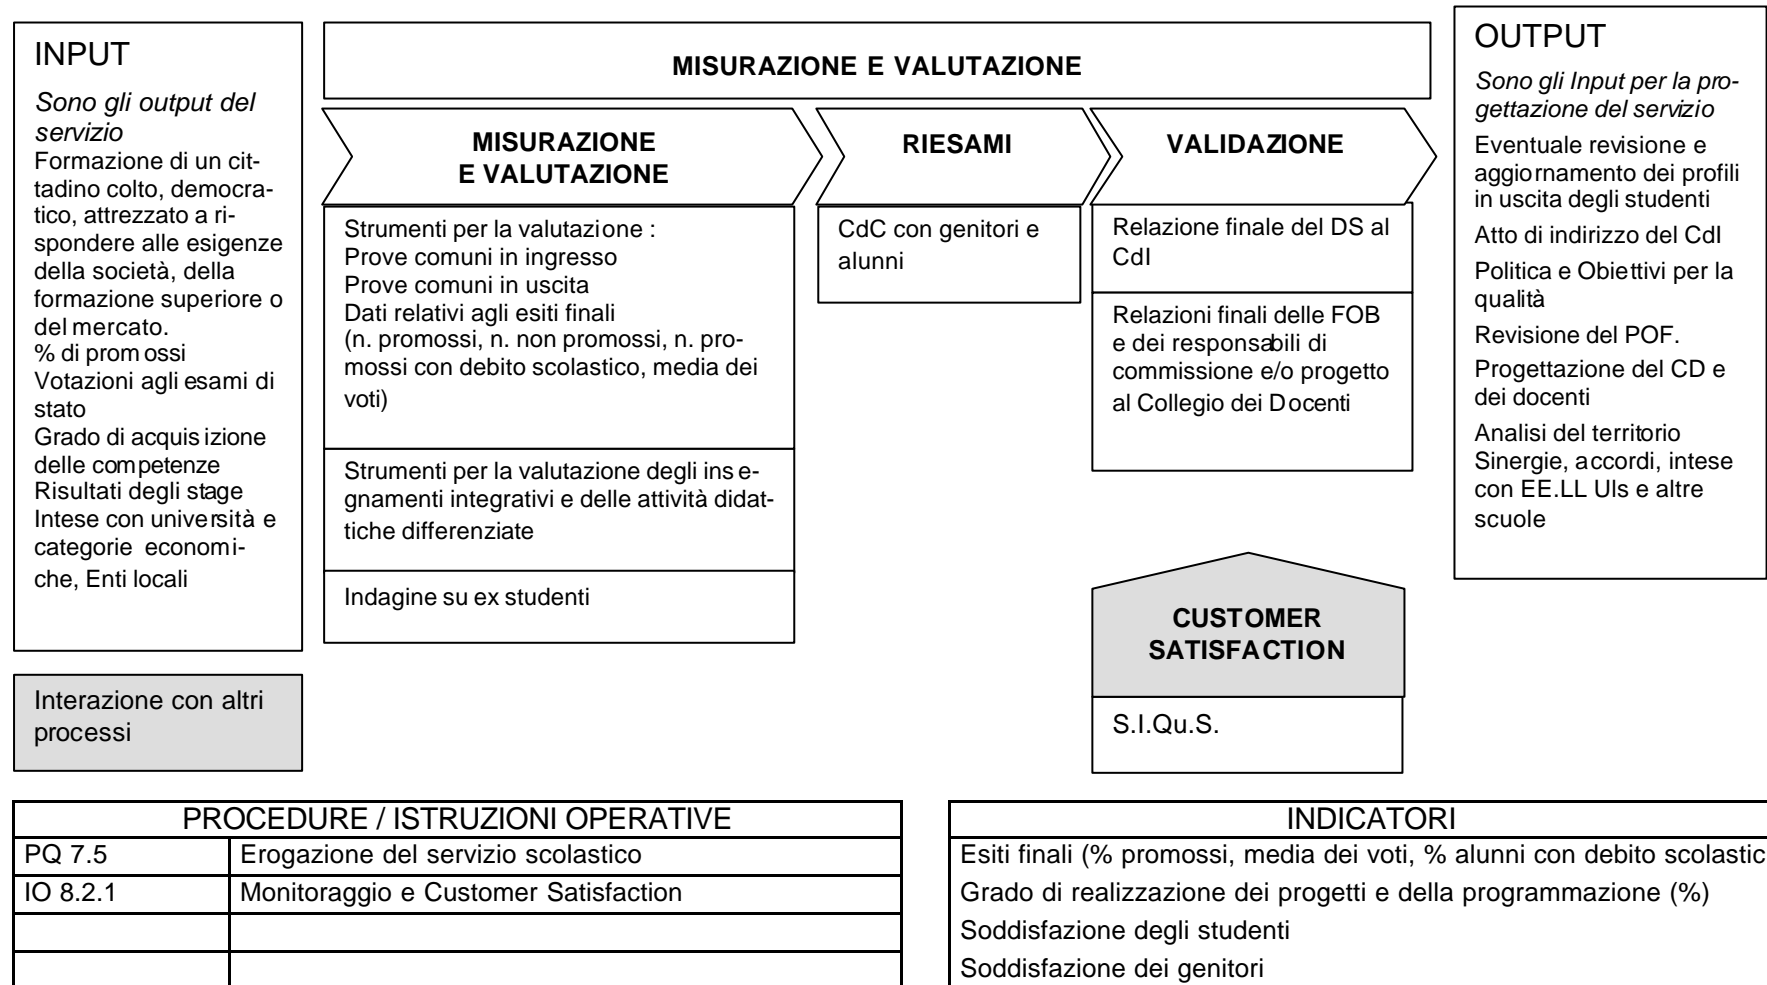 INPUT
Sono gli output del
servizio
Formazione di un cit-
tadino colto, democra-
tico, attrezzato a ri-
spondere alle esigenze
della società, della
formazione superiore o
del mercato.
% di promossi
Votazioni agli esami di
stato
Grado di acquisizione
delle competenze
Risultati degli stage
Intese con università e
categorie economi-
che, Enti locali
Interazione con altri
processi
MISURAZIONE E VALUTAZIONE
MISURAZIONE
E VALUTAZIONE
Strumenti per la valutazione :
Prove comuni in ingresso
Prove comuni in uscita
Dati relativi agli esiti finali
(n. promossi, n. non promossi, n. pro-
mossi con debito scolastico, media dei
voti)
Strumenti per la valutazione degli inse-
gnamenti integrativi e delle attività didat-
tiche differenziate
Indagine su ex studenti
RIESAMI
CdC con genitori e
alunni
VALIDAZIONE
Relazione finale del DS al
CdI
Relazioni finali delle FOB
e dei responsabili di
commissione e/o progetto
al Collegio dei Docenti
CUSTOMER
SATISFACTION
S.I.Qu.S.
OUTPUT
Sono gli Input per la pro-
gettazione del servizio
Eventuale revisione e
aggiornamento dei profili
in uscita degli studenti
Atto di indirizzo del CdI
Politica e Obiettivi per la
qualità
Revisione del POF.
Progettazione del CD e
dei docenti
Analisi del territorio
Sinergie, accordi, intese
con EE.LL UIs e altre
scuole
PROCEDURE / ISTRUZIONI OPERATIVE
PQ 7.5 Erogazione del servizio scolastico
IO 8.2.1 Monitoraggio e Customer Satisfaction
INDICATORI
Esiti finali (% promossi, media dei voti, % alunni con debito scolastic
Grado di realizzazione dei progetti e della programmazione (%)
Soddisfazione degli studenti
Soddisfazione dei genitori